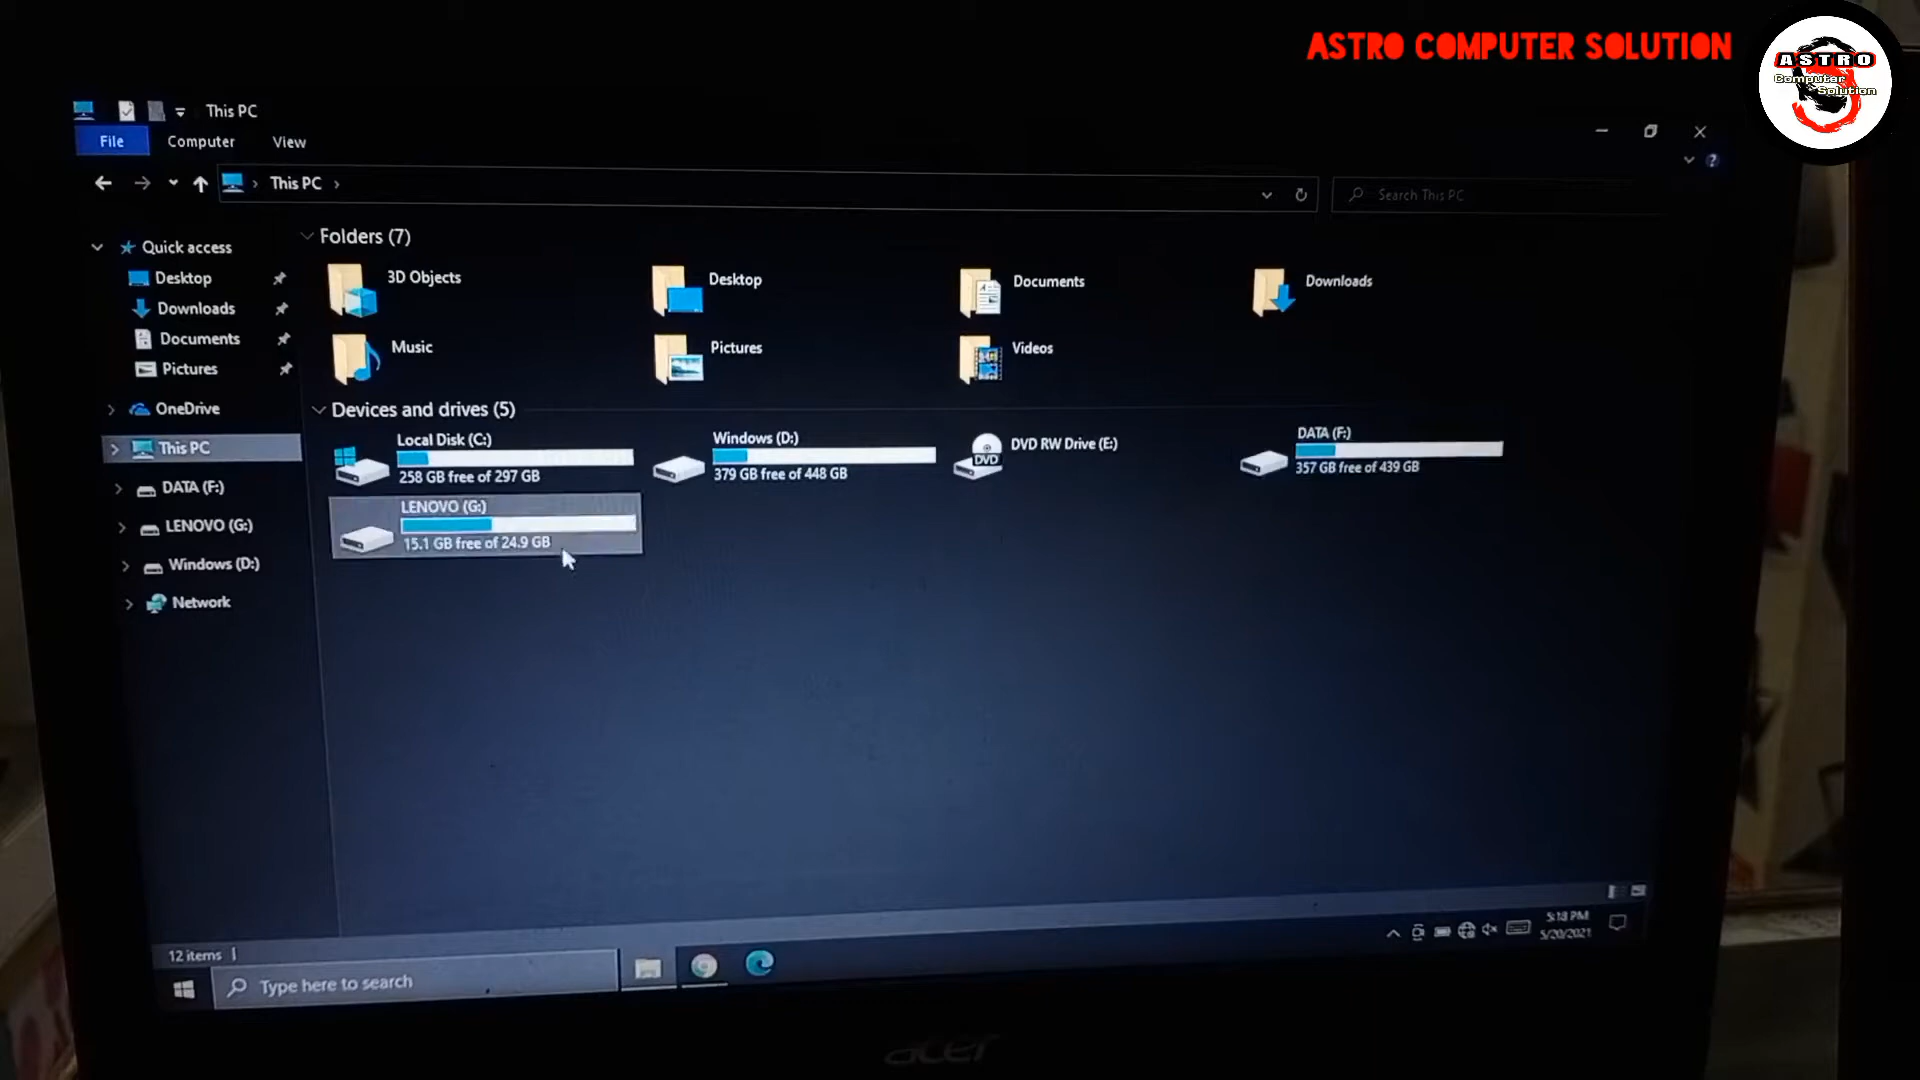 ASTRO COMPUTER SOLUTION
ASTRO
Computer
Solution
This PC
File Computer View
This PC
Search This PC
Quick access
Desktop
Downloads
Documents
Pictures
OneDrive
This PC
DATA (F:)
LENOVO (G:)
Windows (D:)
Network
Folders (7)
3D Objects
Desktop
Documents
Downloads
Music
Pictures
Videos
Devices and drives (5)
Local Disk (C:)
258 GB free of 297 GB
Windows (D:)
379 GB free of 448 GB
DVD RW Drive (E:)
DVD
DATA (F:)
357 GB free of 439 GB
LENOVO (G:)
15.1 GB free of 24.9 GB
12 items
Type here to search
5:18 PM
5/20/2021
acer